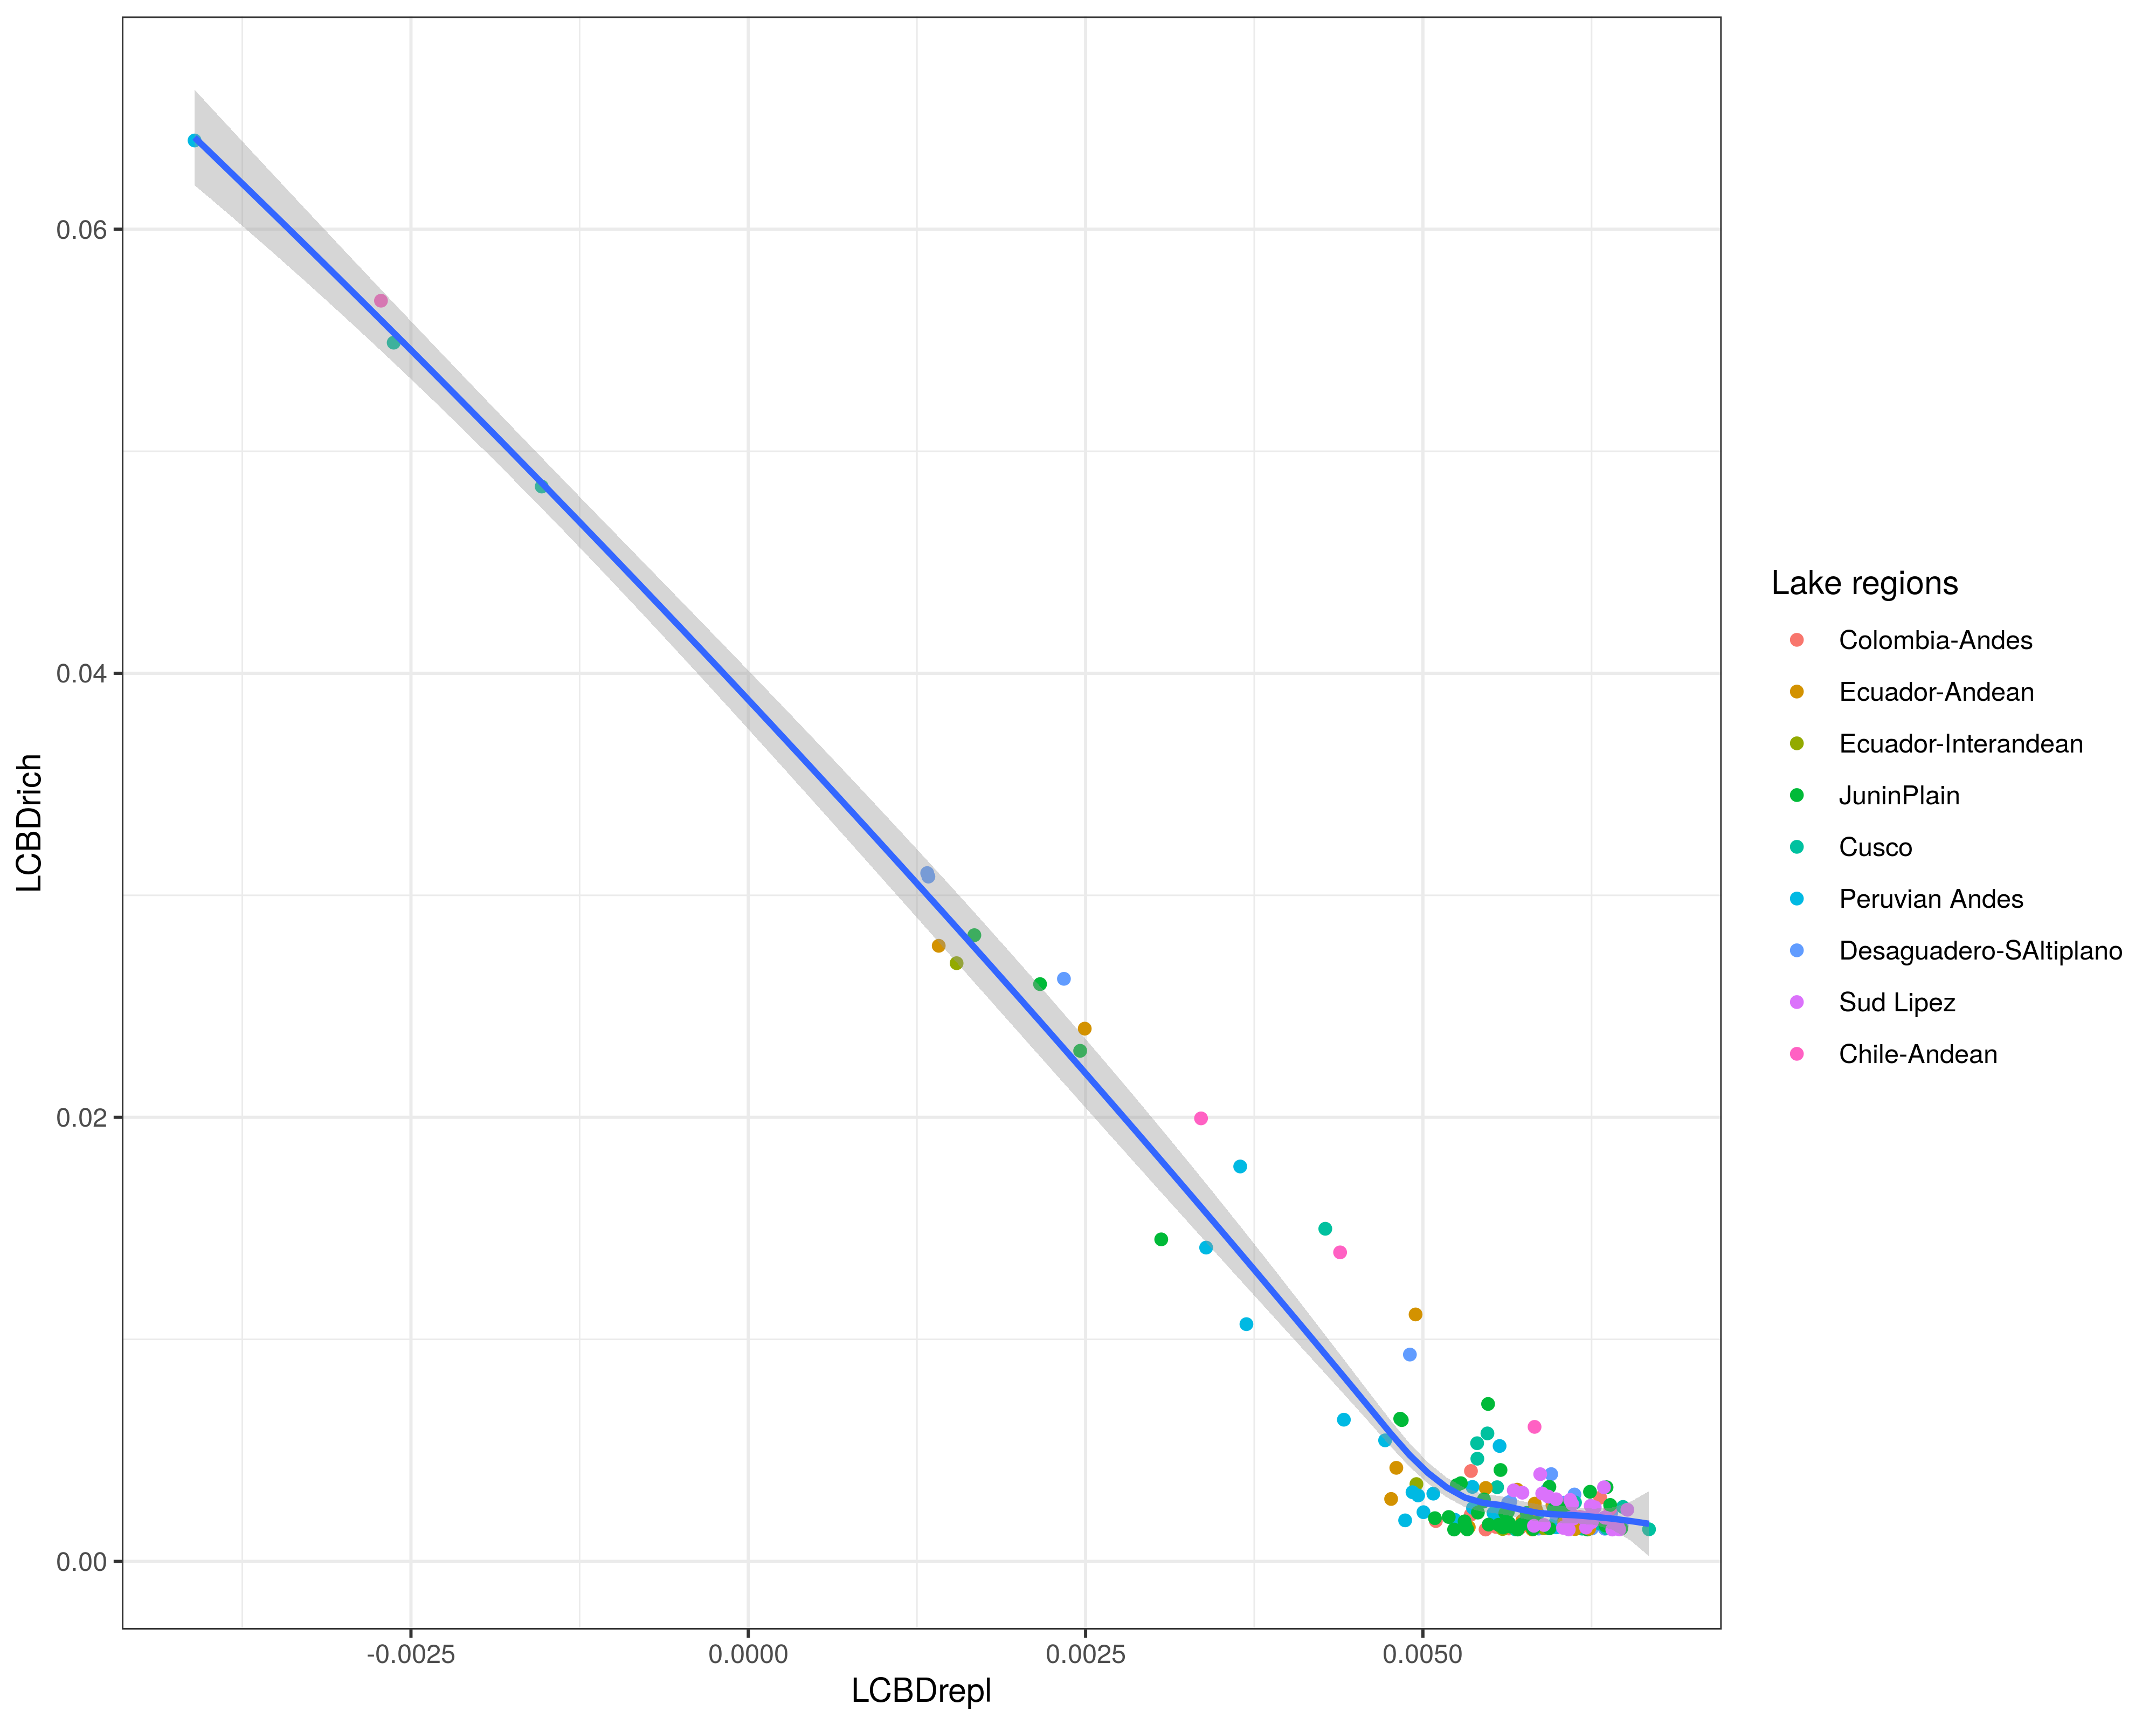 0.06
0.04
0.02
0.00
LCBDrich
-0.0025
0.0000
0.0025
0.0050
LCBDrepl
Lake regions
Colombia-Andes
Ecuador-Andean
Ecuador-Interandean
JuninPlain
Cusco
Peruvian Andes
Desaguadero-SAltiplano
Sud Lipez
Chile-Andean